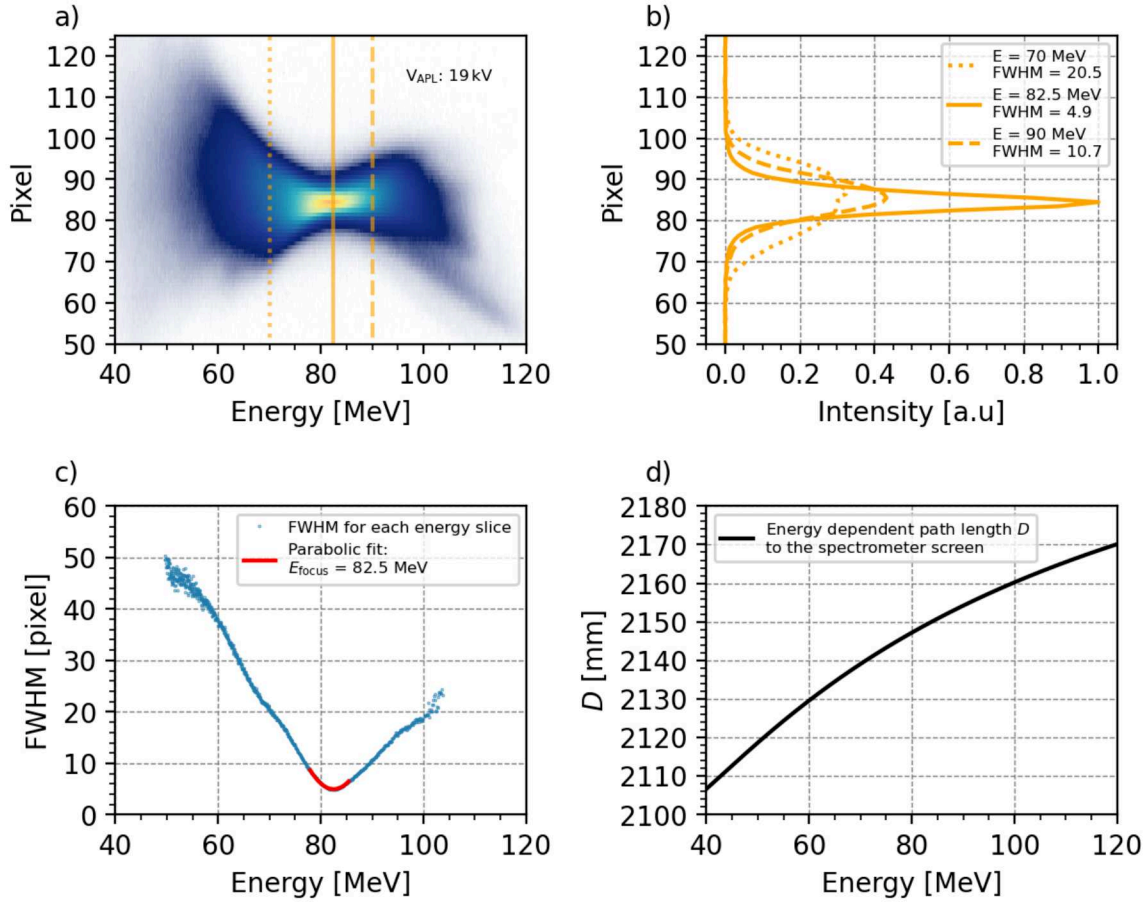 a)
V_APL: 19 kV
Pixel
120
110
100
90
80
70
60
50
40 60 80 100 120
Energy [MeV]
b)
E = 70 MeV
FWHM = 20.5
E = 82.5 MeV
FWHM = 4.9
E = 90 MeV
FWHM = 10.7
Pixel
120
110
100
90
80
70
60
50
0.0 0.2 0.4 0.6 0.8 1.0
Intensity [a.u]
c)
FWHM for each energy slice
Parabolic fit:
E_focus = 82.5 MeV
FWHM [pixel]
60
50
40
30
20
10
0
40 60 80 100 120
Energy [MeV]
d)
Energy dependent path length D
to the spectrometer screen
D [mm]
2180
2170
2160
2150
2140
2130
2120
2110
2100
40 60 80 100 120
Energy [MeV]